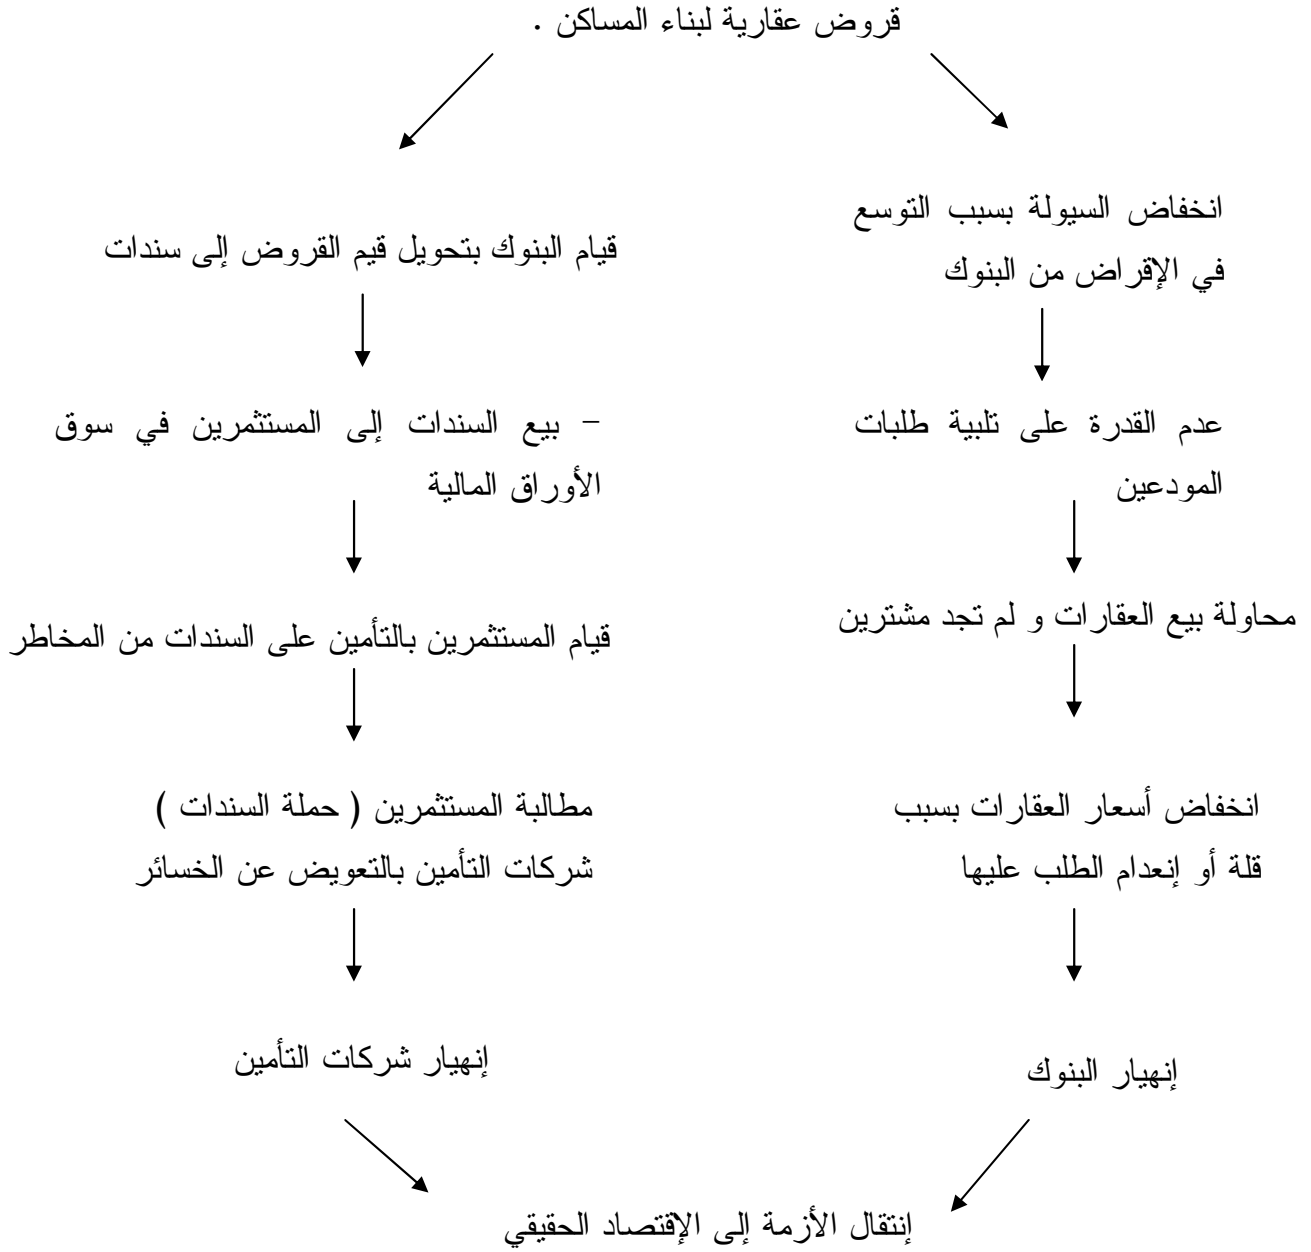 قروض عقارية لبناء المساكن .
انخفاض السيولة بسبب التوسع
في الإقراض من البنوك
عدم القدرة على تلبية طلبات
المودعين
محاولة بيع العقارات و لم تجد مشترين
انخفاض أسعار العقارات بسبب
قلة أو إنعدام الطلب عليها
إنهيار البنوك
قيام البنوك بتحويل قيم القروض إلى سندات
– بيع السندات إلى المستثمرين في سوق
الأوراق المالية
قيام المستثمرين بالتأمين على السندات من المخاطر
مطالبة المستثمرين ( حملة السندات )
شركات التأمين بالتعويض عن الخسائر
إنهيار شركات التأمين
إنتقال الأزمة إلى الإقتصاد الحقيقي